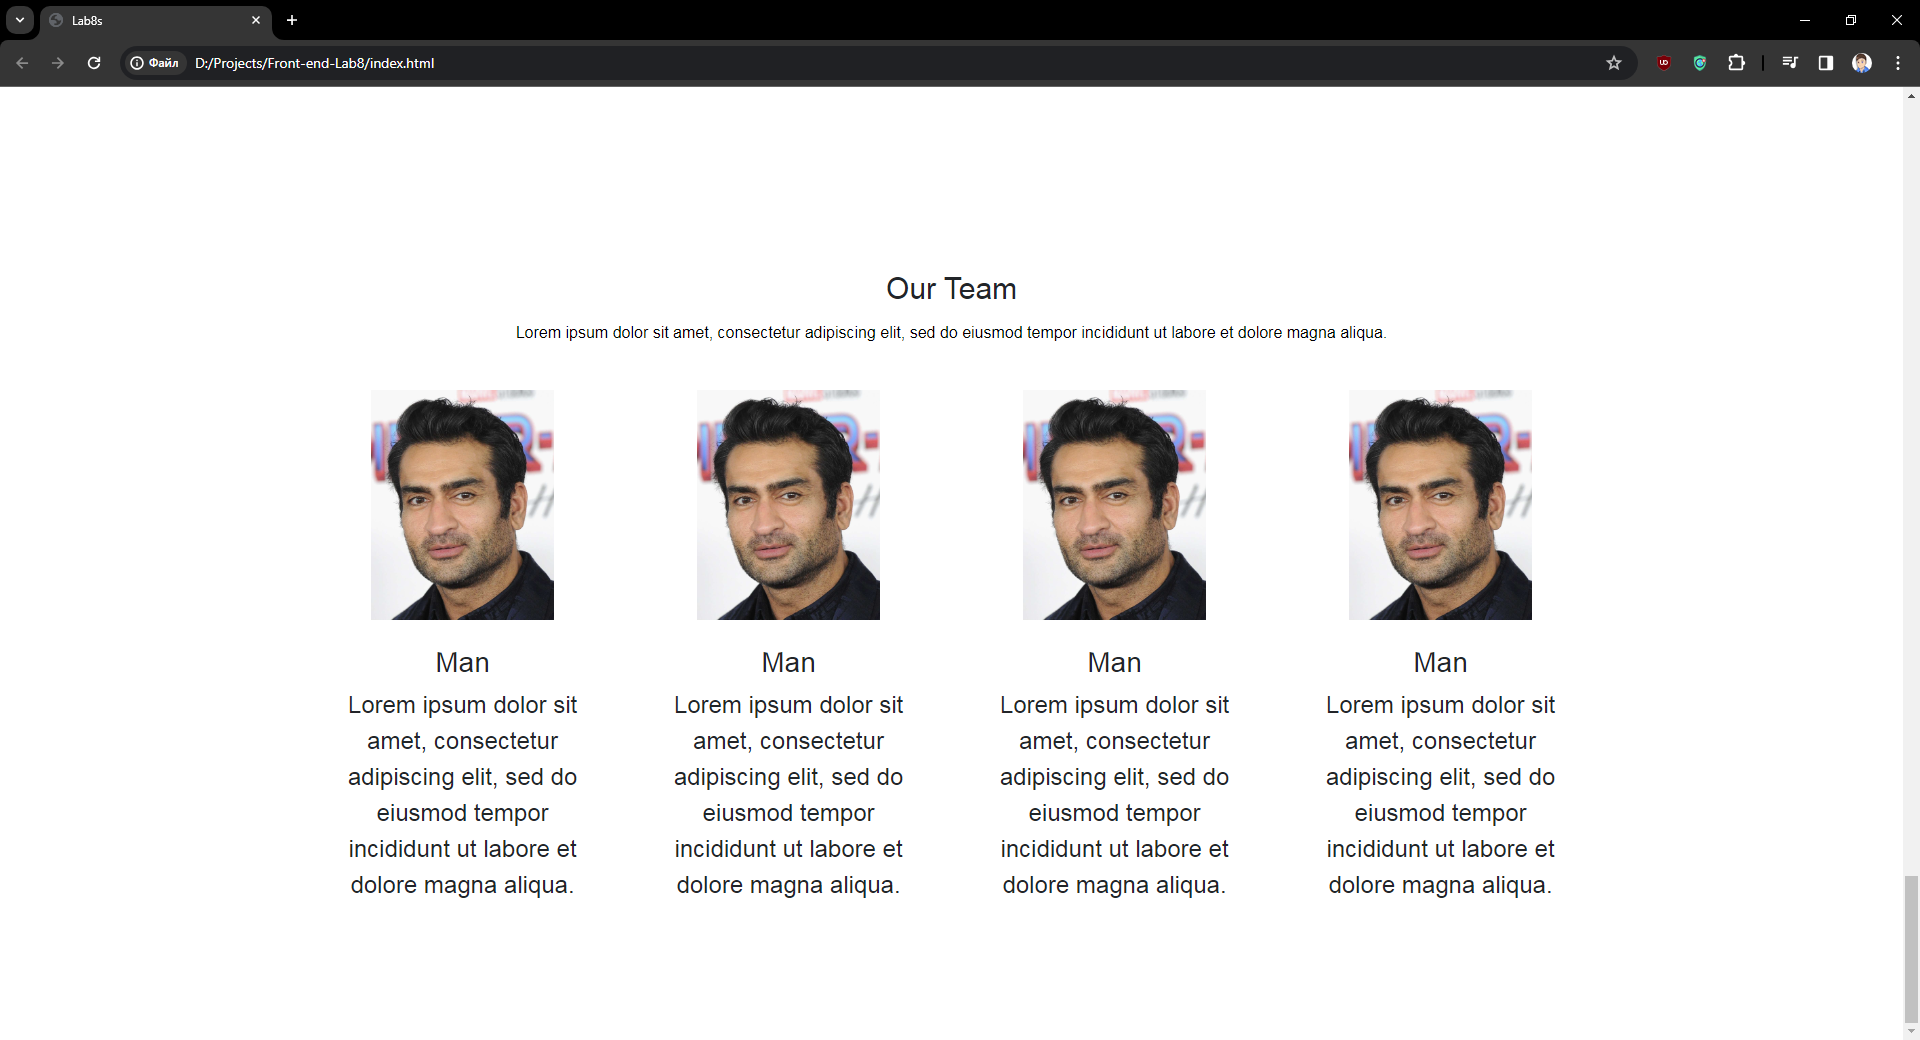 Lab8s
Файл
D:/Projects/Front-end-Lab8/index.html
Our Team
Lorem ipsum dolor sit amet, consectetur adipiscing elit, sed do eiusmod tempor incididunt ut labore et dolore magna aliqua.
Man
Lorem ipsum dolor sit
amet, consectetur
adipiscing elit, sed do
eiusmod tempor
incididunt ut labore et
dolore magna aliqua.
Man
Lorem ipsum dolor sit
amet, consectetur
adipiscing elit, sed do
eiusmod tempor
incididunt ut labore et
dolore magna aliqua.
Man
Lorem ipsum dolor sit
amet, consectetur
adipiscing elit, sed do
eiusmod tempor
incididunt ut labore et
dolore magna aliqua.
Man
Lorem ipsum dolor sit
amet, consectetur
adipiscing elit, sed do
eiusmod tempor
incididunt ut labore et
dolore magna aliqua.